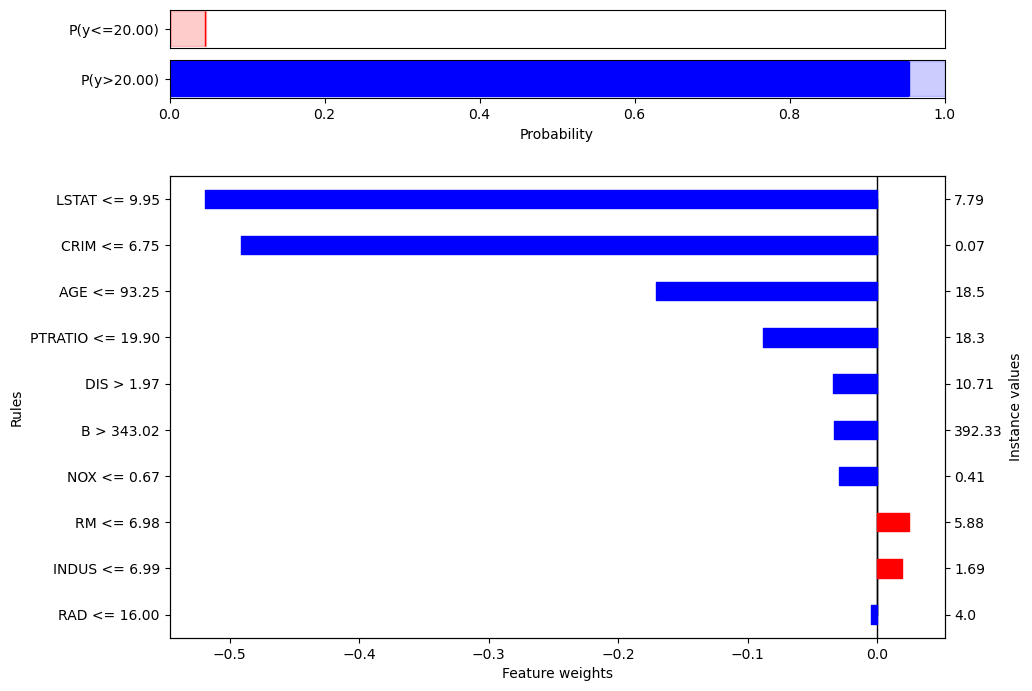 P(y<=20.00)
P(y>20.00)
0.0 0.2 0.4 0.6 0.8 1.0
Probability
Rules
LSTAT <= 9.95 7.79
CRIM <= 6.75 0.07
AGE <= 93.25 18.5
PTRATIO <= 19.90 18.3
DIS > 1.97 10.71
B > 343.02 392.33
NOX <= 0.67 0.41
RM <= 6.98 5.88
INDUS <= 6.99 1.69
RAD <= 16.00 4.0
Instance values
−0.5 −0.4 −0.3 −0.2 −0.1 0.0
Feature weights